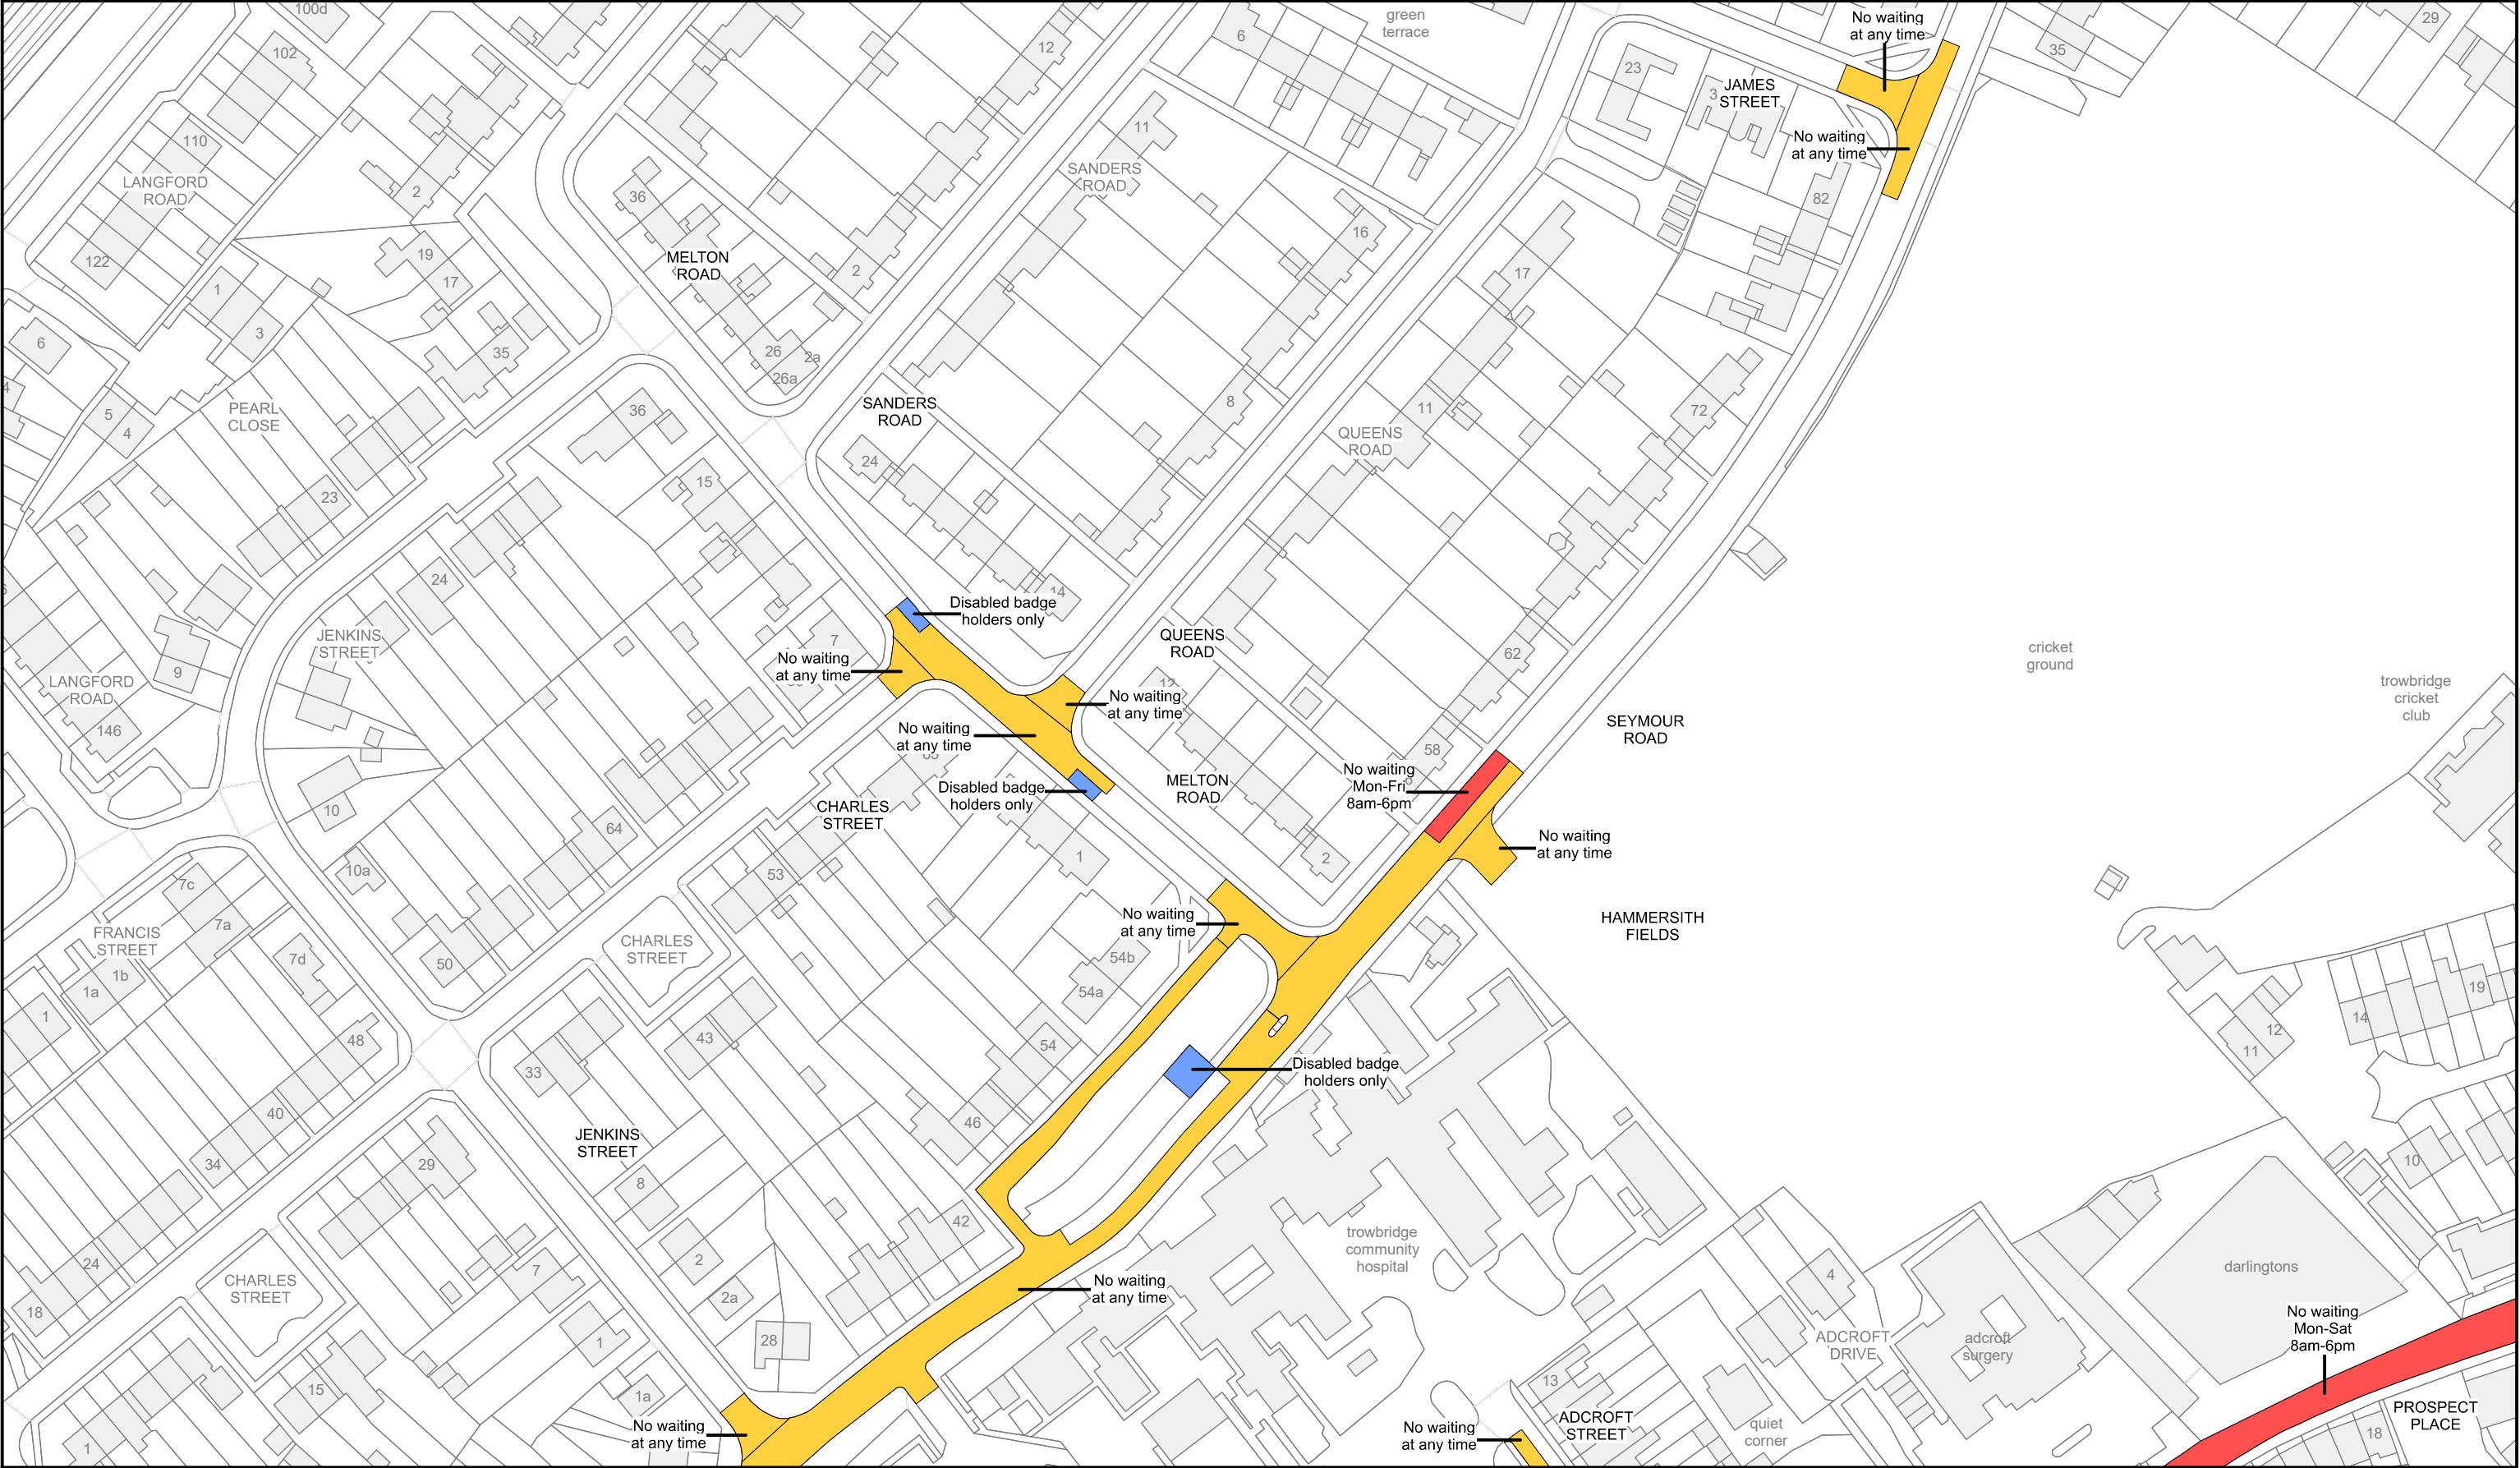 100d
102
110
LANGFORD
ROAD
122
2
12
6
green
terrace
No waiting
at any time
29
35
23
3
JAMES
STREET
No waiting
at any time
82
11
SANDERS
ROAD
36
MELTON
ROAD
2
16
17
19
17
1
3
6
35
26
2a
26a
5
4
4
PEARL
CLOSE
36
SANDERS
ROAD
8
11
QUEENS
ROAD
72
24
15
23
24
14
Disabled badge
holders only
JENKINS
STREET
7
No waiting
at any time
QUEENS
ROAD
62
cricket
ground
9
LANGFORD
ROAD
146
12
No waiting
at any time
trowbridge
cricket
club
SEYMOUR
ROAD
No waiting
at any time
58
No waiting
Mon-Fri
8am-6pm
MELTON
ROAD
Disabled badge
holders only
CHARLES
STREET
10
64
1
2
No waiting
at any time
10a
53
7c
7a
FRANCIS
STREET
No waiting
at any time
HAMMERSITH
FIELDS
CHARLES
STREET
50
7d
1b
1a
1
54b
54a
19
14
12
11
43
54
48
33
Disabled badge
holders only
40
46
JENKINS
STREET
34
29
8
10
42
trowbridge
community
hospital
2
24
7
CHARLES
STREET
No waiting
at any time
2a
4
darlingtons
18
28
1
ADCROFT
DRIVE
adcroft
surgery
No waiting
Mon-Sat
8am-6pm
15
1a
13
No waiting
at any time
No waiting
at any time
ADCROFT
STREET
quiet
corner
PROSPECT
PLACE
18
1